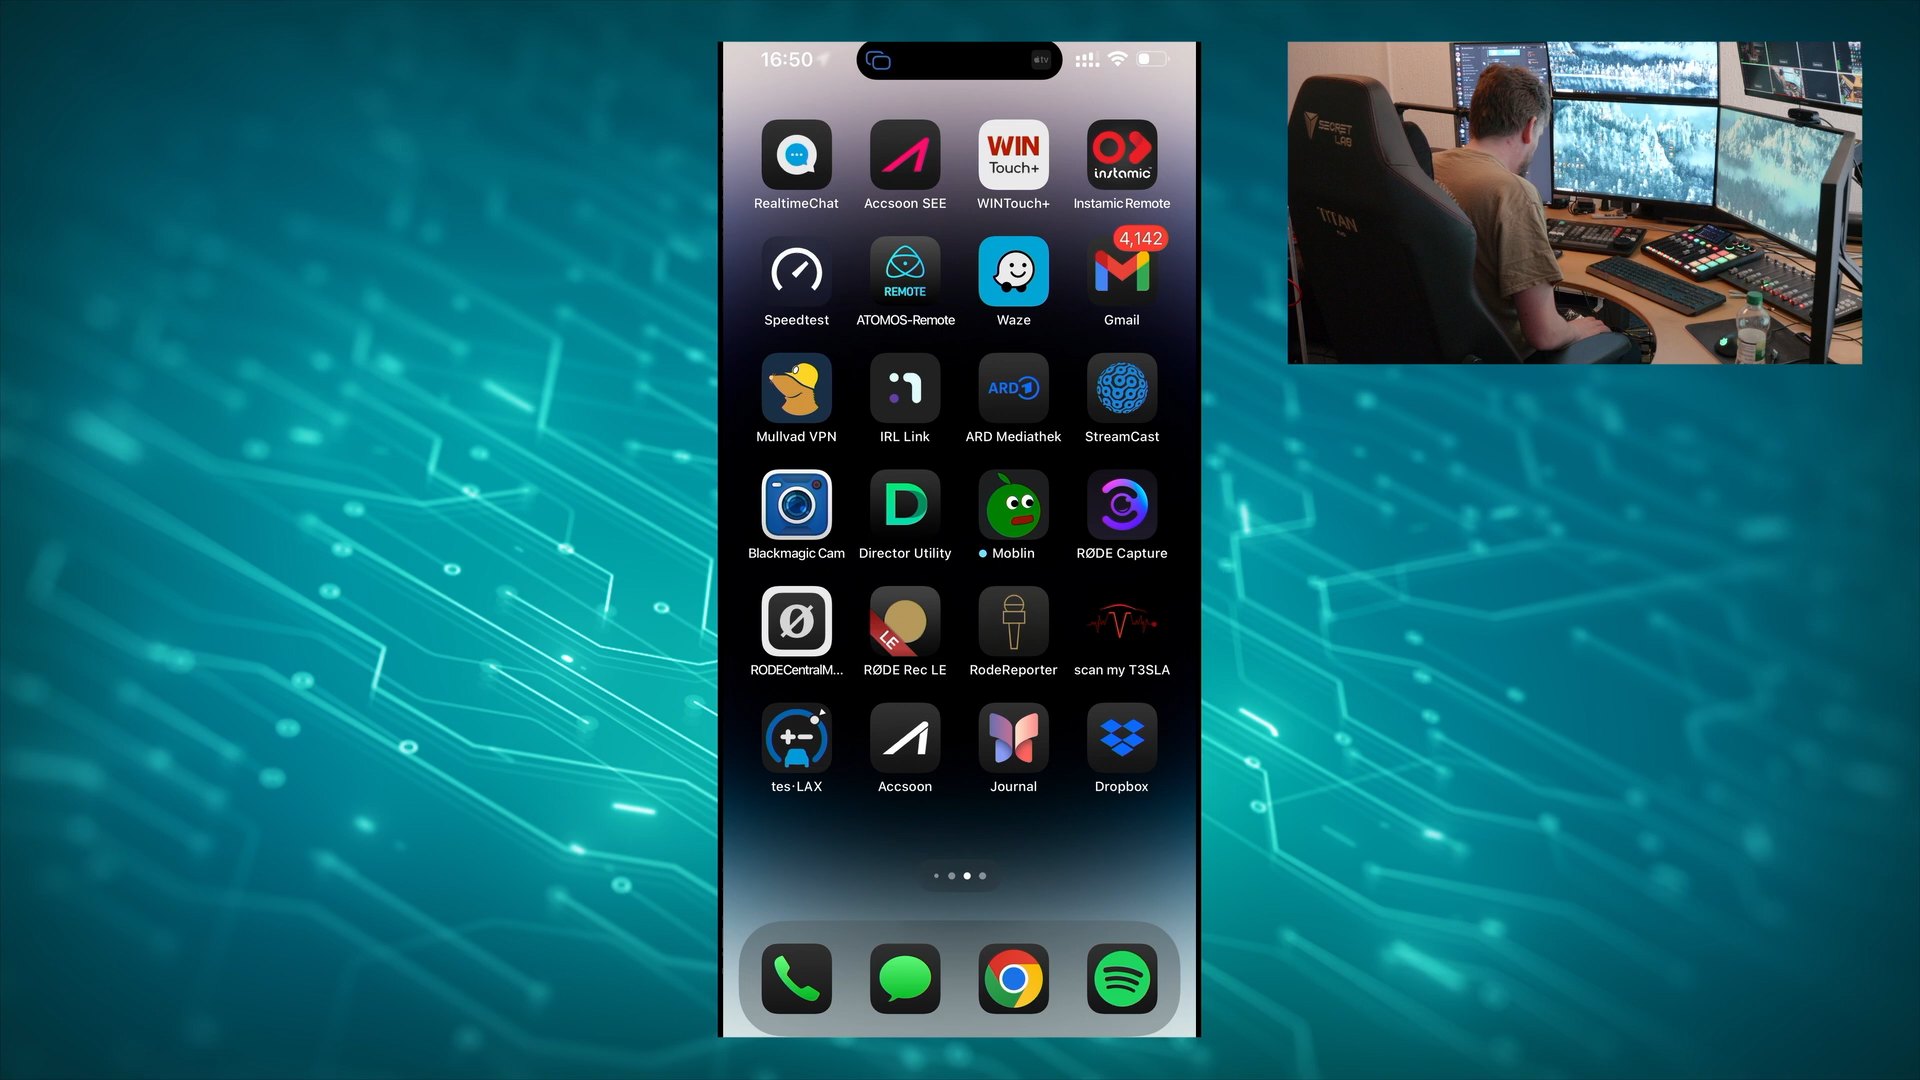 16:50
tv
WIN
Touch+
instamic
RealtimeChat
Accsoon SEE
WINTouch+
Instamic Remote
REMOTE
4,142
Speedtest
ATOMOS-Remote
Waze
Gmail
ARD 1
Mullvad VPN
IRL Link
ARD Mediathek
StreamCast
D
Blackmagic Cam
Director Utility
Moblin
RØDE Capture
LE
RODECentralM...
RØDE Rec LE
RodeReporter
scan my T3SLA
tes·LAX
Accsoon
Journal
Dropbox
SECRET
LAB
TITAN